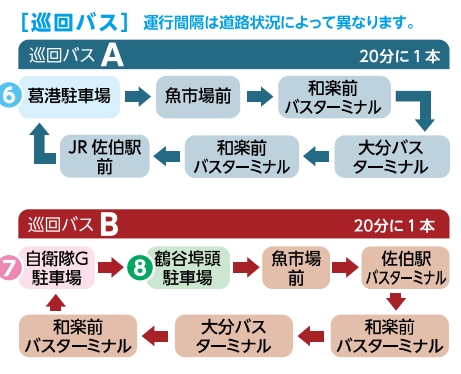 [巡回バス] 運行間隔は道路状況によって異なります。
巡回バス A 20分に1本
6 葛港駐車場
魚市場前
和楽前
バスターミナル
大分バス
ターミナル
和楽前
バスターミナル
JR 佐伯駅
前
巡回バス B 20分に1本
7 自衛隊G
駐車場
8 鶴谷埠頭
駐車場
魚市場
前
佐伯駅
バスターミナル
和楽前
バスターミナル
大分バス
ターミナル
和楽前
バスターミナル